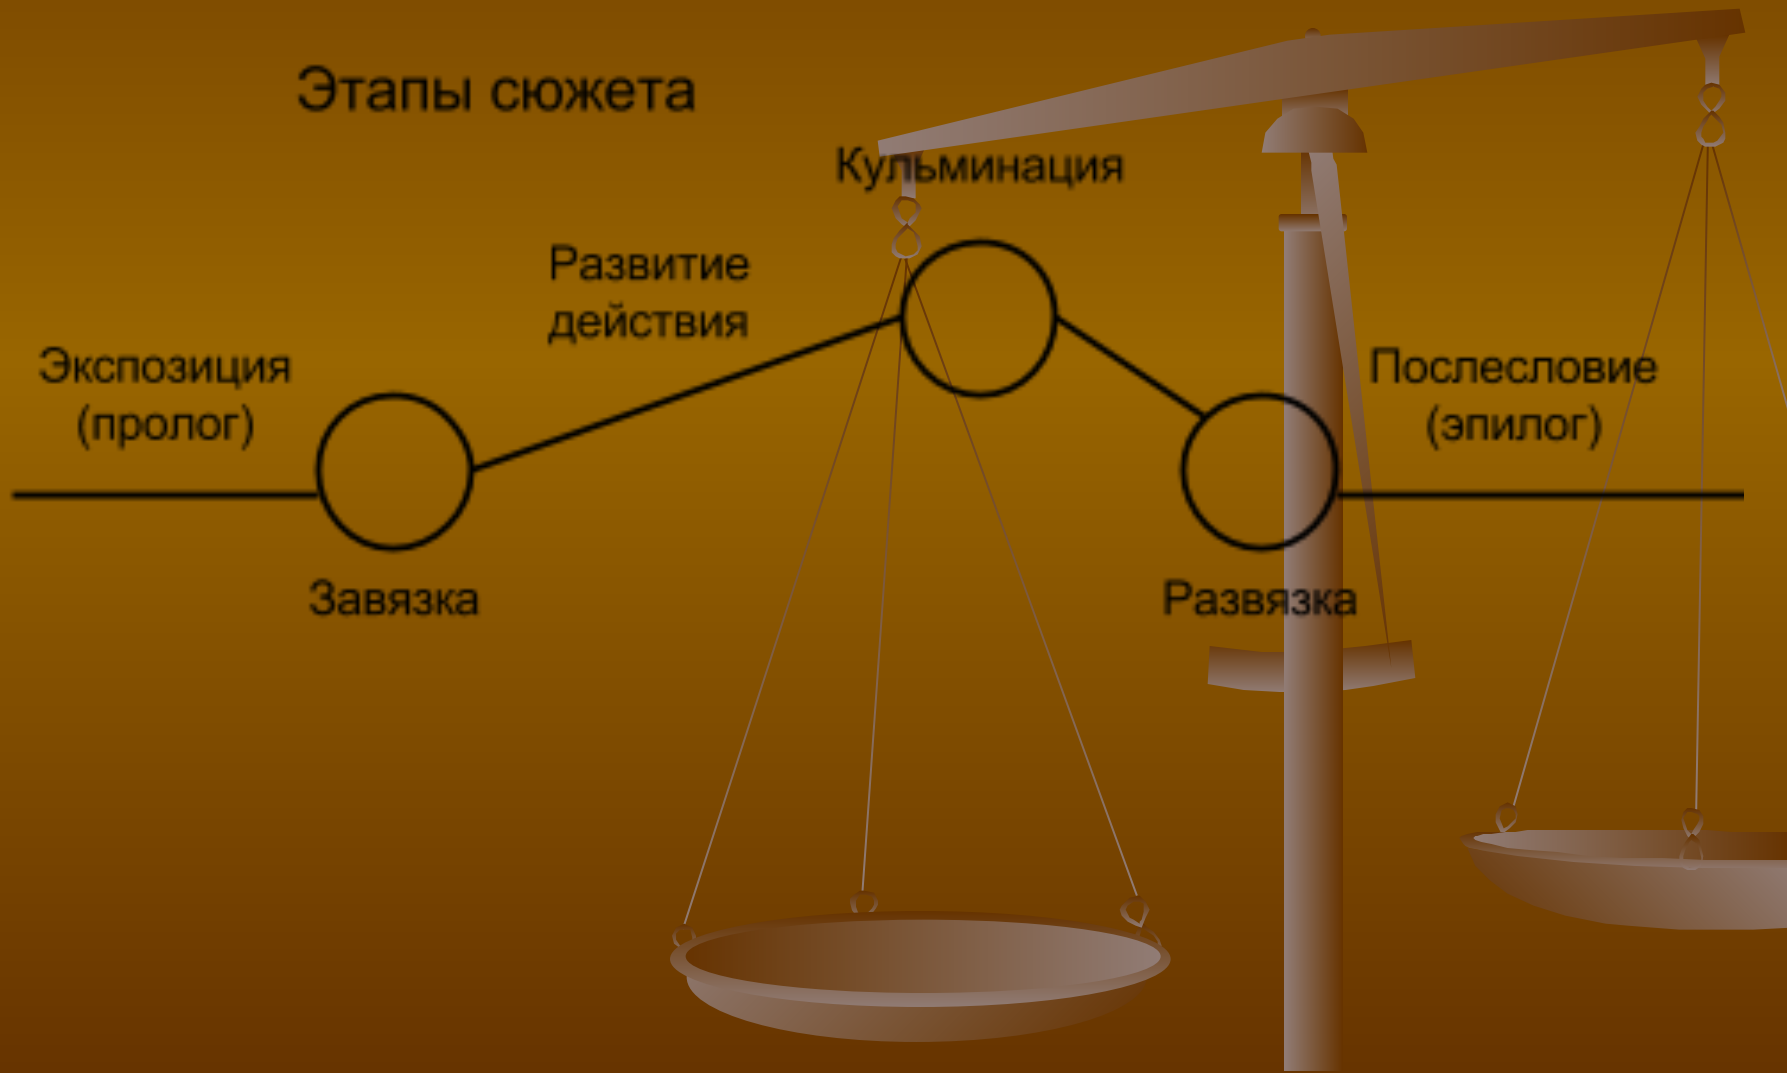 Этапы сюжета
Кульминация
Развитие
действия
Экспозиция
(пролог)
Послесловие
(эпилог)
Завязка
Развязка